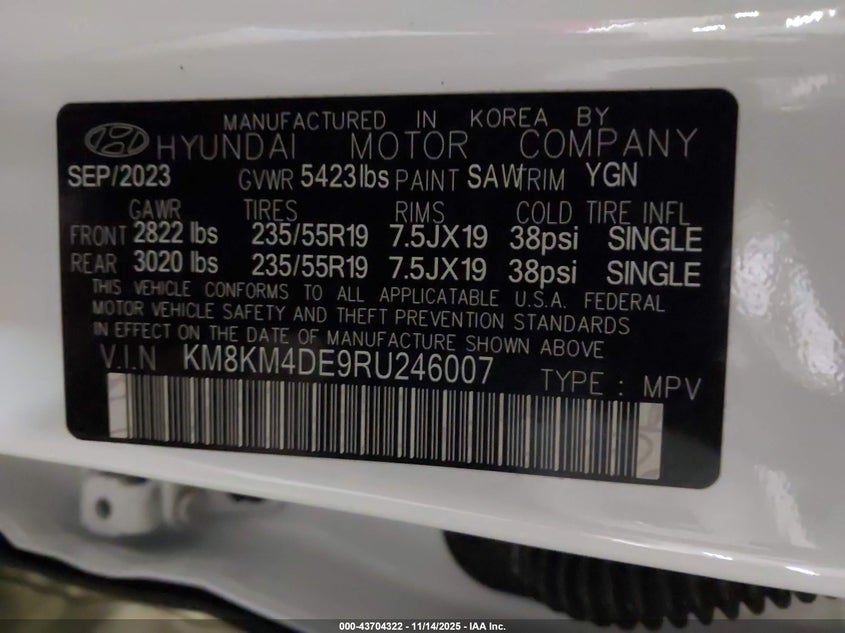 MANUFACTURED IN KOREA BY
HYUNDAI MOTOR COMPANY
SEP/2023 GVWR 5423lbs PAINT SAW TRIM YGN
GAWR TIRES RIMS COLD TIRE INFL
FRONT 2822 lbs 235/55R19 7.5JX19 38psi SINGLE
REAR 3020 lbs 235/55R19 7.5JX19 38psi SINGLE
THIS VEHICLE CONFORMS TO ALL APPLICATABLE U.S.A. FEDERAL
MOTOR VEHICLE SAFETY AND THEFT PREVENTION STANDARDS
IN EFFECT ON THE DATE OF MANUFACTURE SHOWN ABOVE
V.I.N KM8KM4DE9RU246007 TYPE : MPV
000-43704322 - 11/14/2025 - IAA Inc.